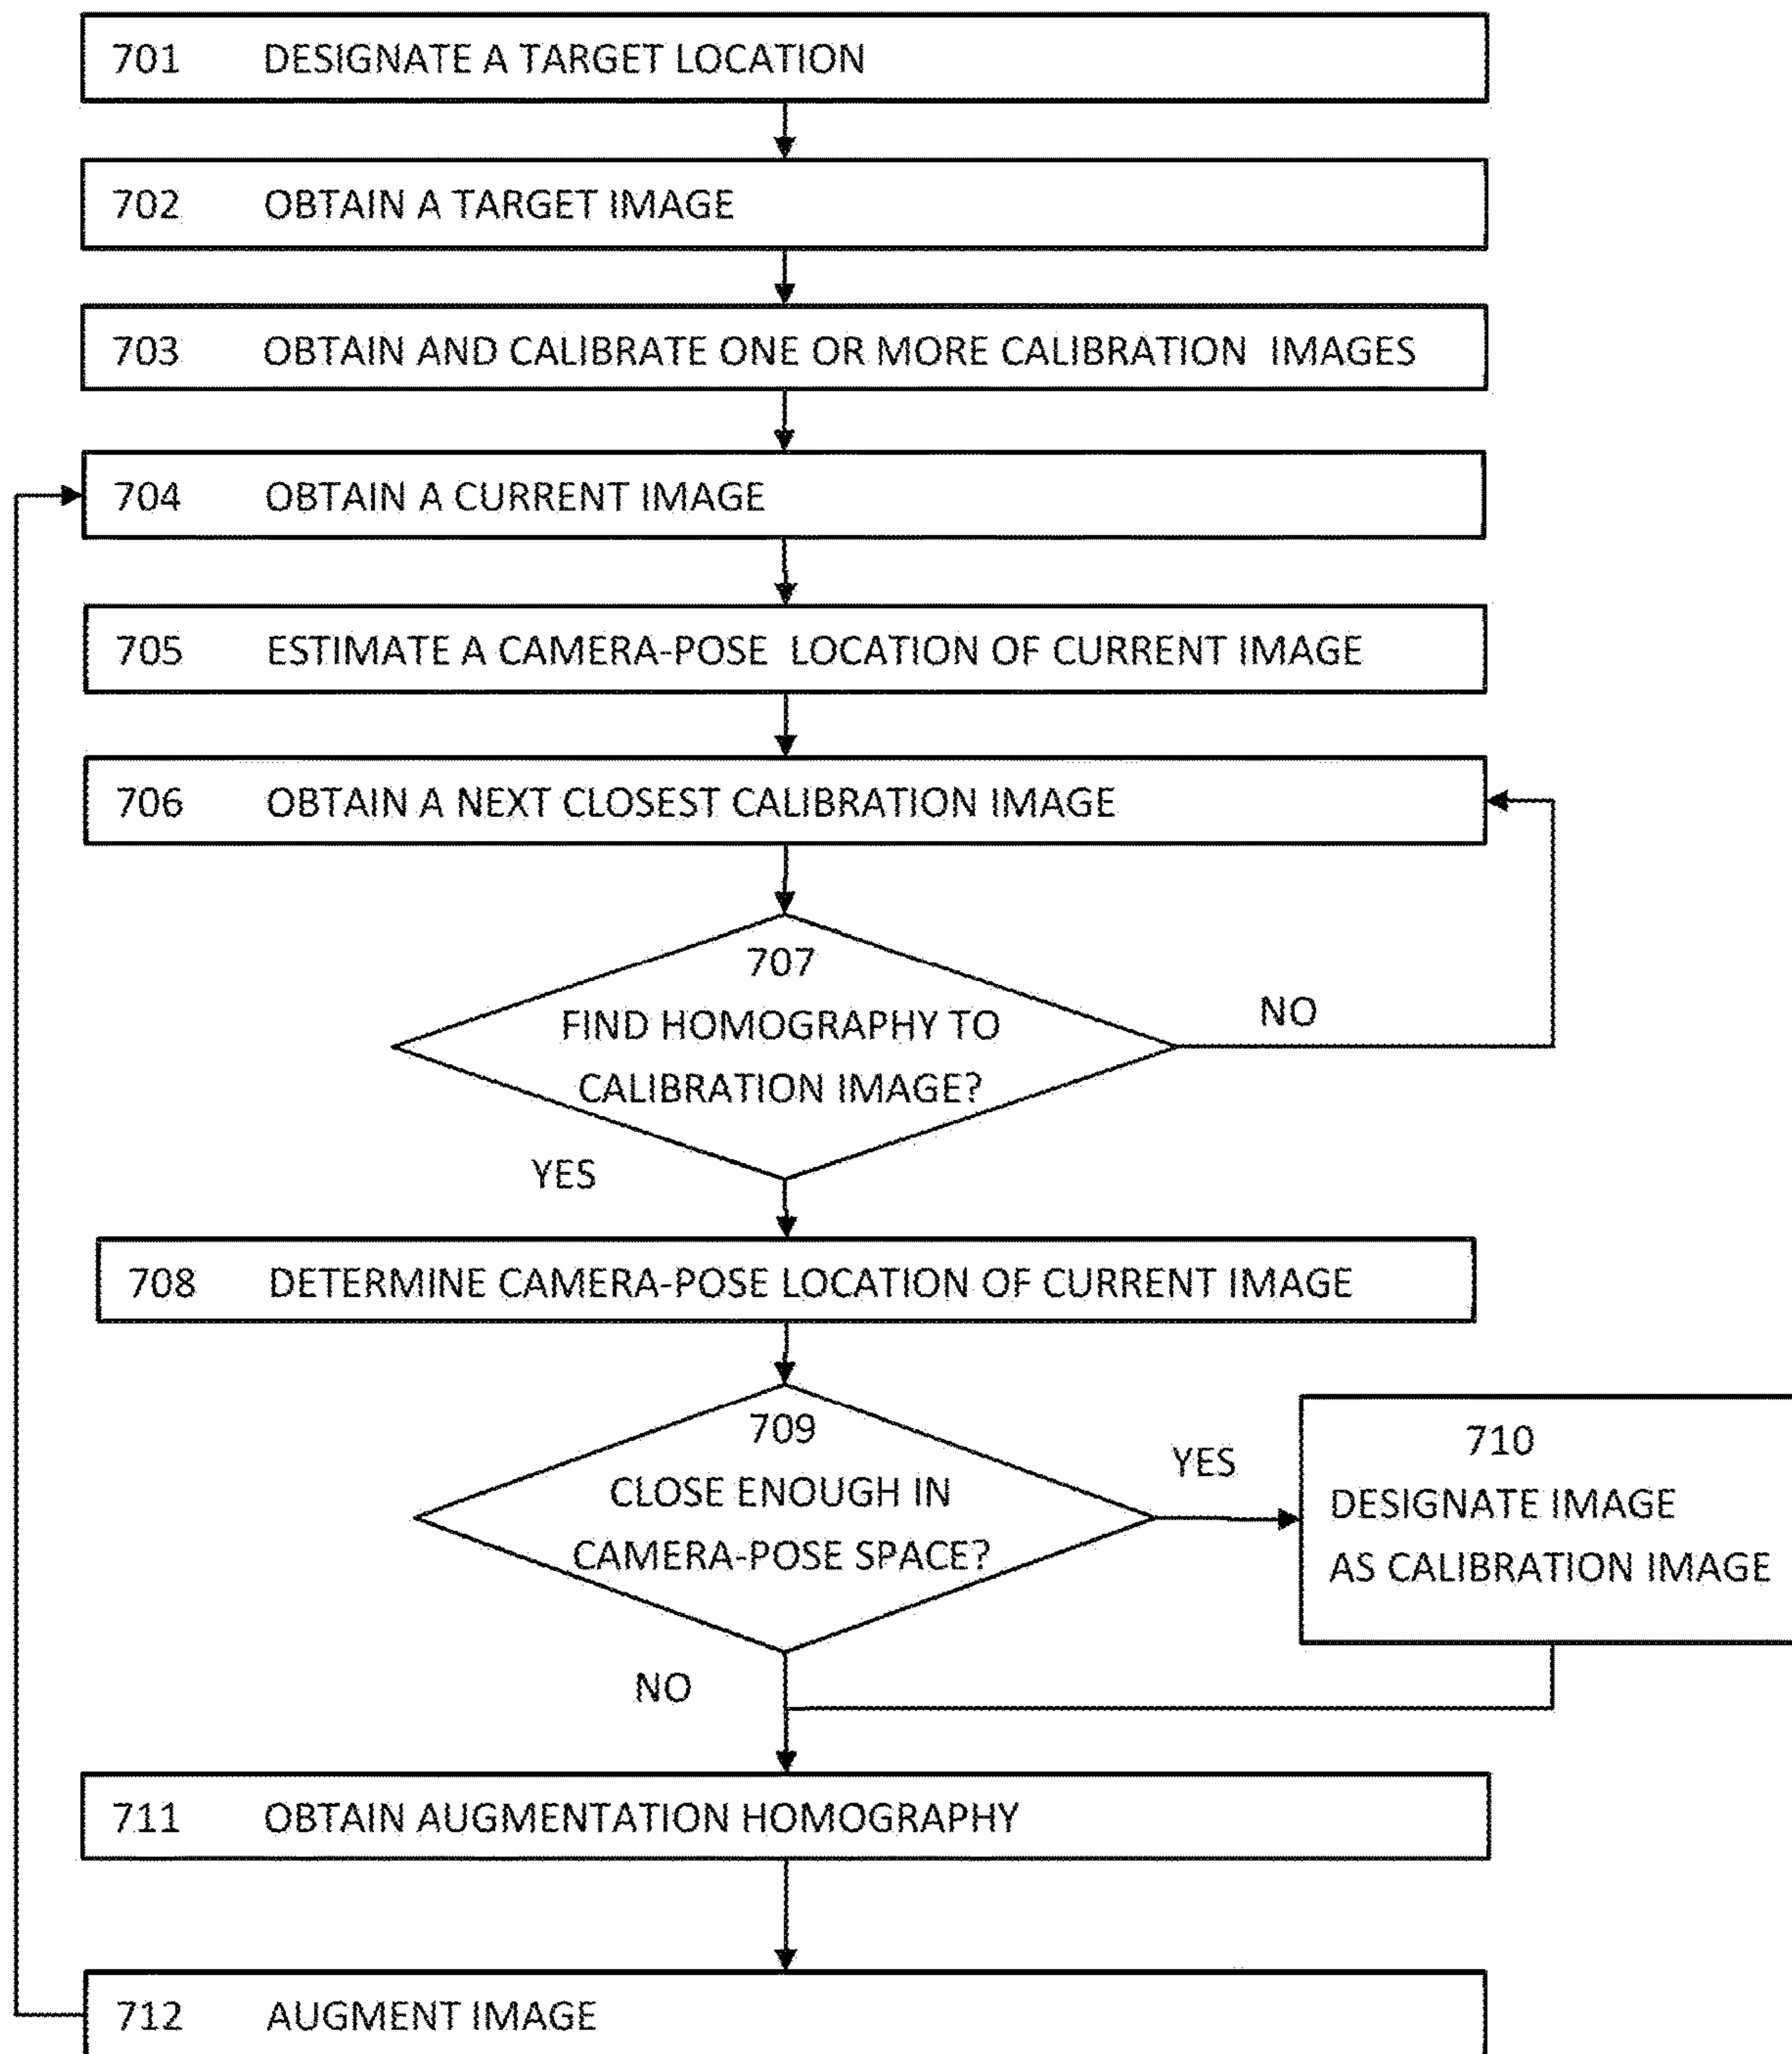 701 DESIGNATE A TARGET LOCATION
702 OBTAIN A TARGET IMAGE
703 OBTAIN AND CALIBRATE ONE OR MORE CALIBRATION IMAGES
704 OBTAIN A CURRENT IMAGE
705 ESTIMATE A CAMERA-POSE LOCATION OF CURRENT IMAGE
706 OBTAIN A NEXT CLOSEST CALIBRATION IMAGE
707
FIND HOMOGRAPHY TO
CALIBRATION IMAGE?
NO
YES
708 DETERMINE CAMERA-POSE LOCATION OF CURRENT IMAGE
709
CLOSE ENOUGH IN
CAMERA-POSE SPACE?
YES
710
DESIGNATE IMAGE
AS CALIBRATION IMAGE
NO
711 OBTAIN AUGMENTATION HOMOGRAPHY
712 AUGMENT IMAGE